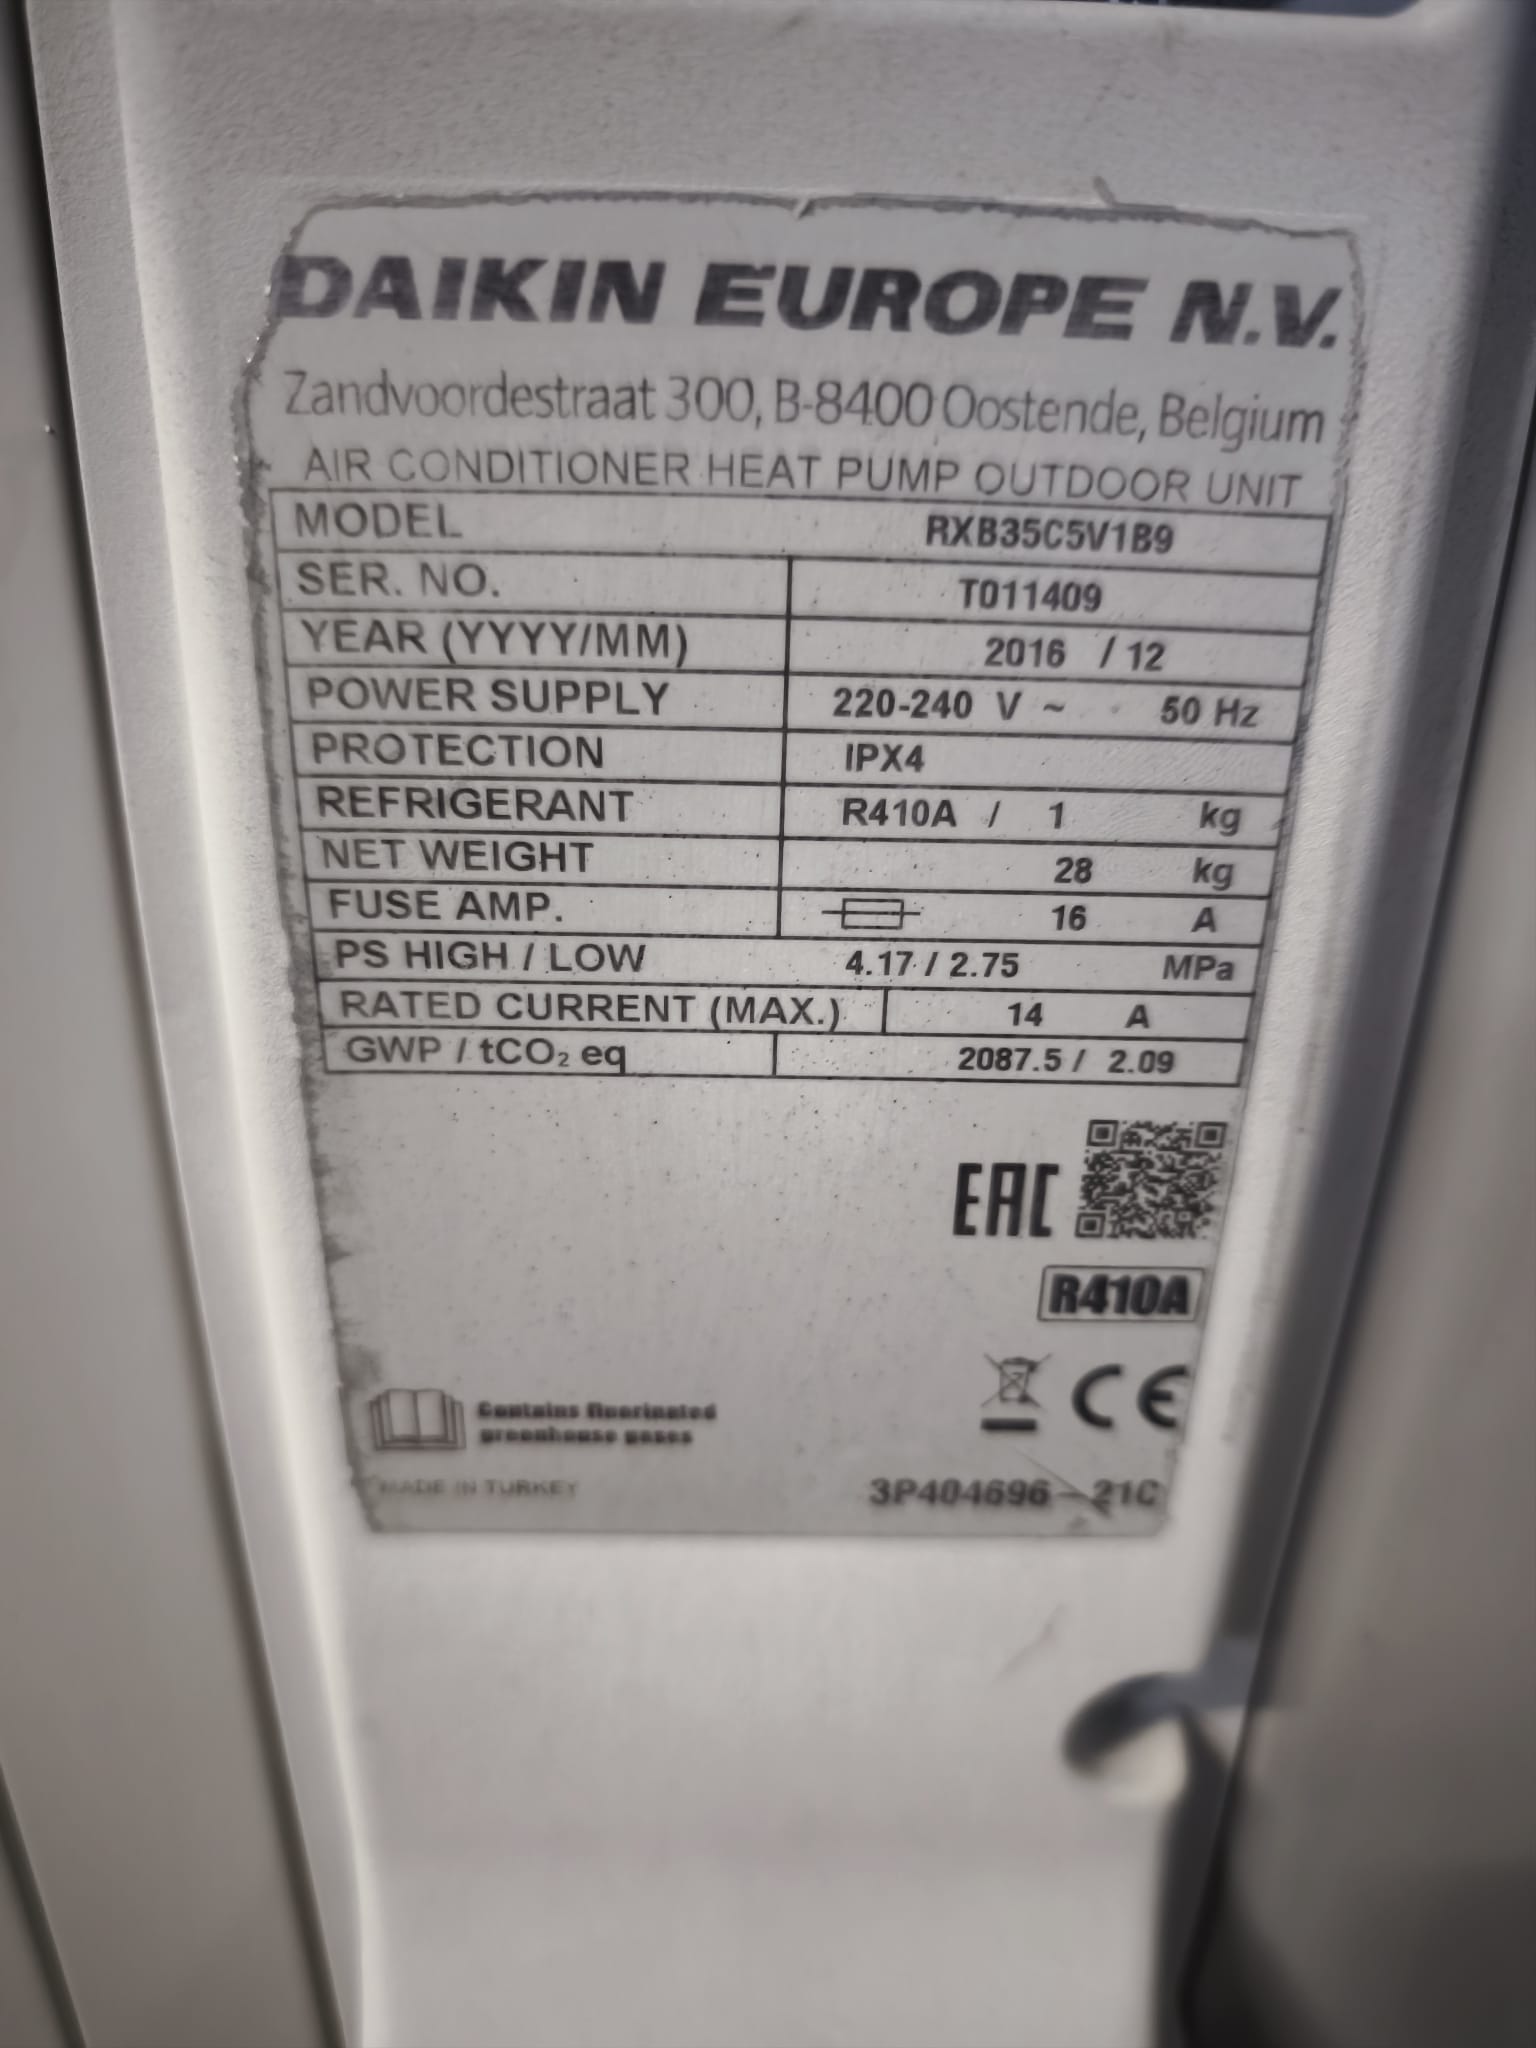 DAIKIN EUROPE N.V.
Zandvoordestraat 300, B-8400 Oostende, Belgium
AIR CONDITIONER HEAT PUMP OUTDOOR UNIT
MODEL RXB35C5V1B9
SER. NO. T011409
YEAR (YYYY/MM) 2016 / 12
POWER SUPPLY 220-240 V ~ 50 Hz
PROTECTION IPX4
REFRIGERANT R410A / 1 kg
NET WEIGHT 28 kg
FUSE AMP. 16 A
PS HIGH / LOW 4.17 / 2.75 MPa
RATED CURRENT (MAX.) 14 A
GWP / tCO₂ eq 2087.5 / 2.09
EAC
R410A
CE
Contains fluorinated
greenhouse gases
MADE IN TURKEY
3P404696-21C